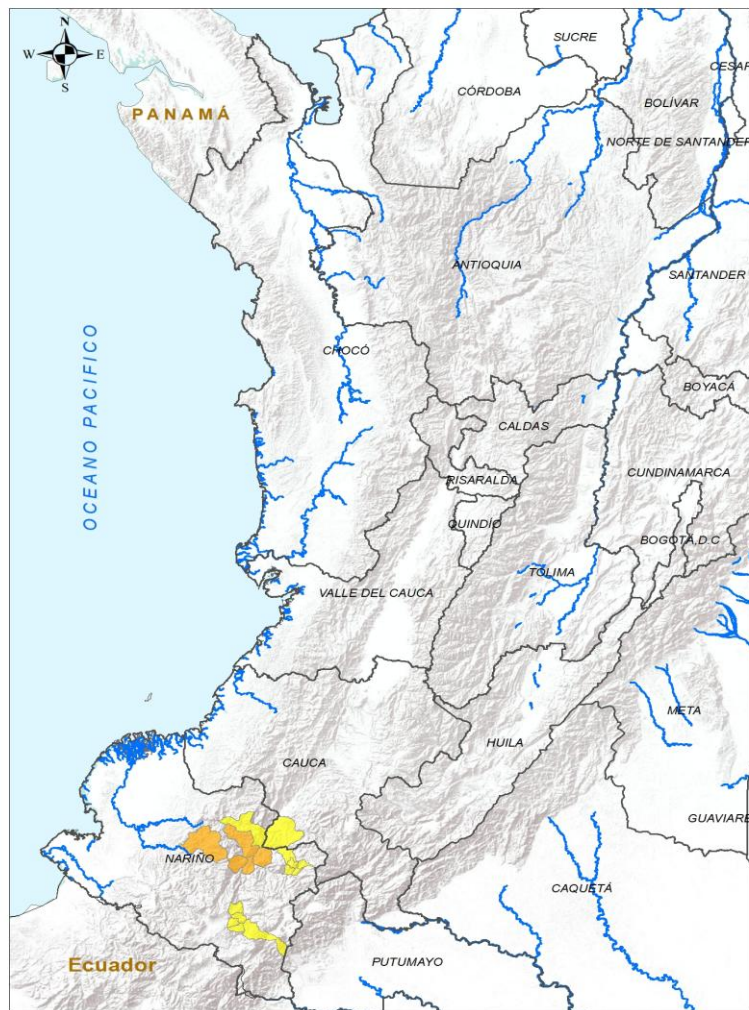 SUCRE
N
W E
S
CESAR
CÓRDOBA
BOLÍVAR
PANAMÁ
NORTE DE SANTANDER
ANTIOQUIA
SANTANDER
OCEANO PACIFICO
CHOCÓ
BOYACÁ
CALDAS
CUNDINAMARCA
RISARALDA
QUINDÍO
BOGOTÁ,D.C
TOLIMA
VALLE DEL CAUCA
META
HUILA
CAUCA
GUAVIARE
NARIÑO
CAQUETÁ
PUTUMAYO
Ecuador